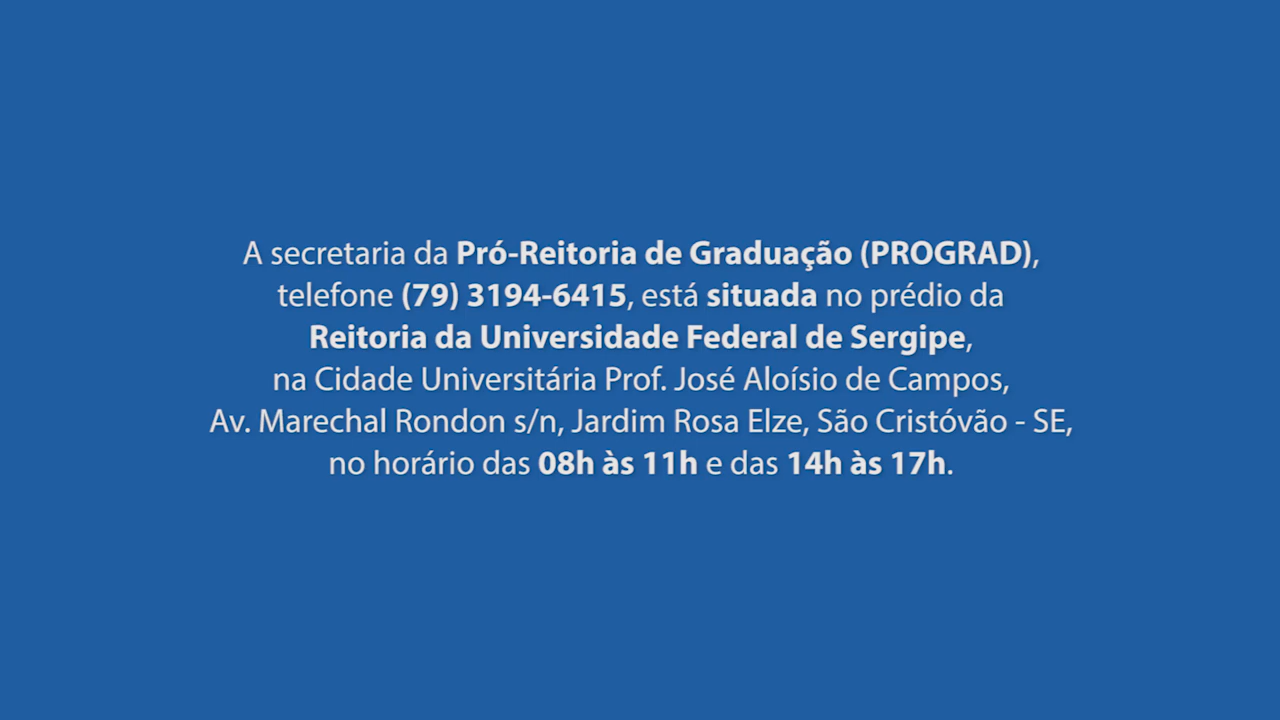 A secretaria da Pró-Reitoria de Graduação (PROGRAD),
telefone (79) 3194-6415, está situada no prédio da
Reitoria da Universidade Federal de Sergipe,
na Cidade Universitária Prof. José Aloísio de Campos,
Av. Marechal Rondon s/n, Jardim Rosa Elze, São Cristóvão - SE,
no horário das 08h às 11h e das 14h às 17h.